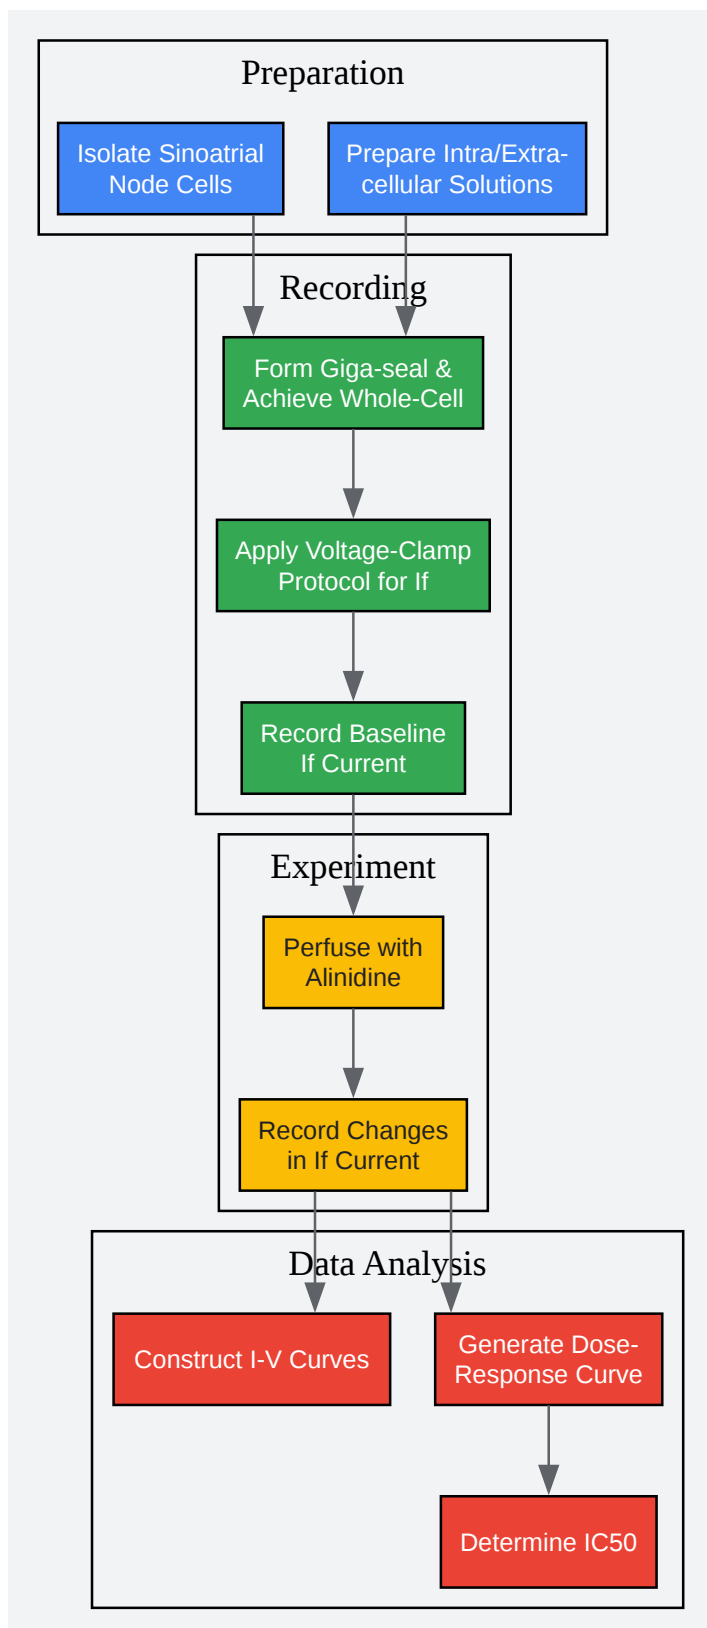 Preparation
Isolate Sinoatrial
Node Cells
Prepare Intra/Extra-
cellular Solutions
Recording
Form Giga-seal &
Achieve Whole-Cell
Apply Voltage-Clamp
Protocol for If
Record Baseline
If Current
Experiment
Perfuse with
Alinidine
Record Changes
in If Current
Data Analysis
Construct I-V Curves
Generate Dose-
Response Curve
Determine IC50